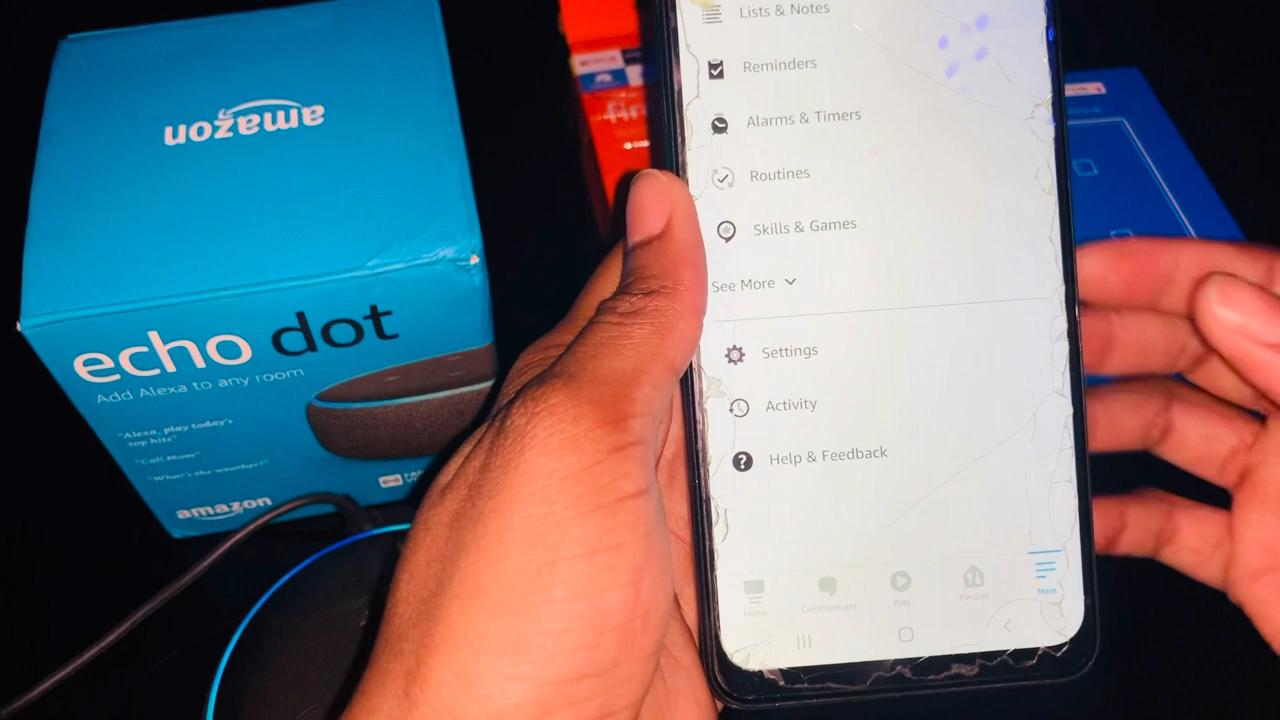 amazon
echo dot
Add Alexa to any room
"Alexa, play today's
top hits"
"Call Mom"
"What's the weather?"
amazon
fir
Lists & Notes
Reminders
Alarms & Timers
Routines
Skills & Games
See More
Settings
Activity
Help & Feedback
Home
Communicate
Play
Devices
More